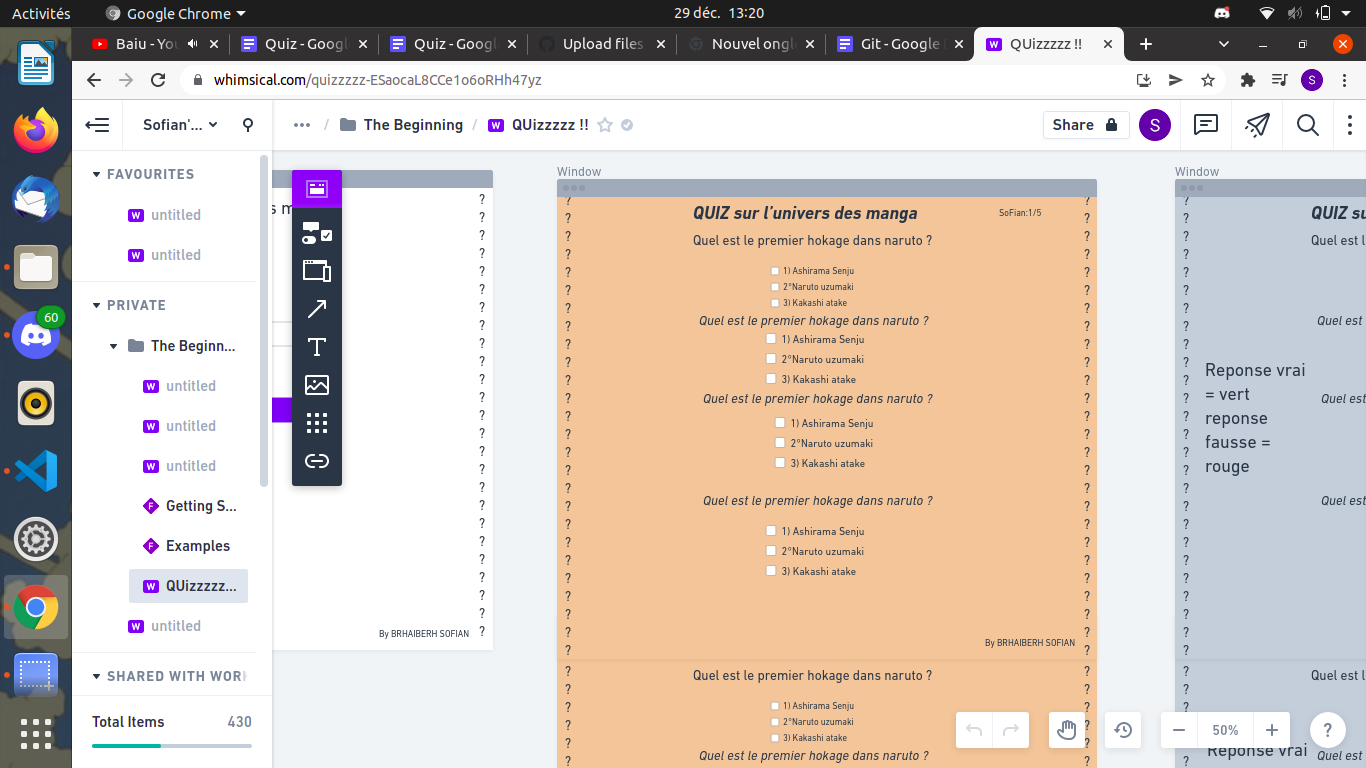 Activités
Google Chrome
29 déc. 13:20
Baiu - You
Quiz - Google
Quiz - Google
Upload files
Nouvel ongle
Git - Google
QUizzzzz !!
whimsical.com/quizzzzz-ESaocaL8CCe1o6oRHh47yz
S
Sofian'...
The Beginning
/
QUizzzzz !!
Share
S
FAVOURITES
untitled
untitled
PRIVATE
The Beginn...
untitled
untitled
untitled
Getting S...
Examples
QUizzzzz...
untitled
SHARED WITH WORK
Total Items 430
60
By BRHAIBERH SOFIAN
Window
QUIZ sur l'univers des manga
SoFian:1/5
Quel est le premier hokage dans naruto ?
1) Ashirama Senju
2°Naruto uzumaki
3) Kakashi atake
Quel est le premier hokage dans naruto ?
1) Ashirama Senju
2°Naruto uzumaki
3) Kakashi atake
Quel est le premier hokage dans naruto ?
1) Ashirama Senju
2°Naruto uzumaki
3) Kakashi atake
Quel est le premier hokage dans naruto ?
1) Ashirama Senju
2°Naruto uzumaki
3) Kakashi atake
By BRHAIBERH SOFIAN
Quel est le premier hokage dans naruto ?
1) Ashirama Senju
2°Naruto uzumaki
3) Kakashi atake
Quel est le premier hokage dans naruto ?
Window
QUIZ su
Quel est l
Quel est
Reponse vrai
= vert
reponse
fausse =
rouge
Quel est
Quel est
Quel est l
Reponse vrai
Quel est
50%
?